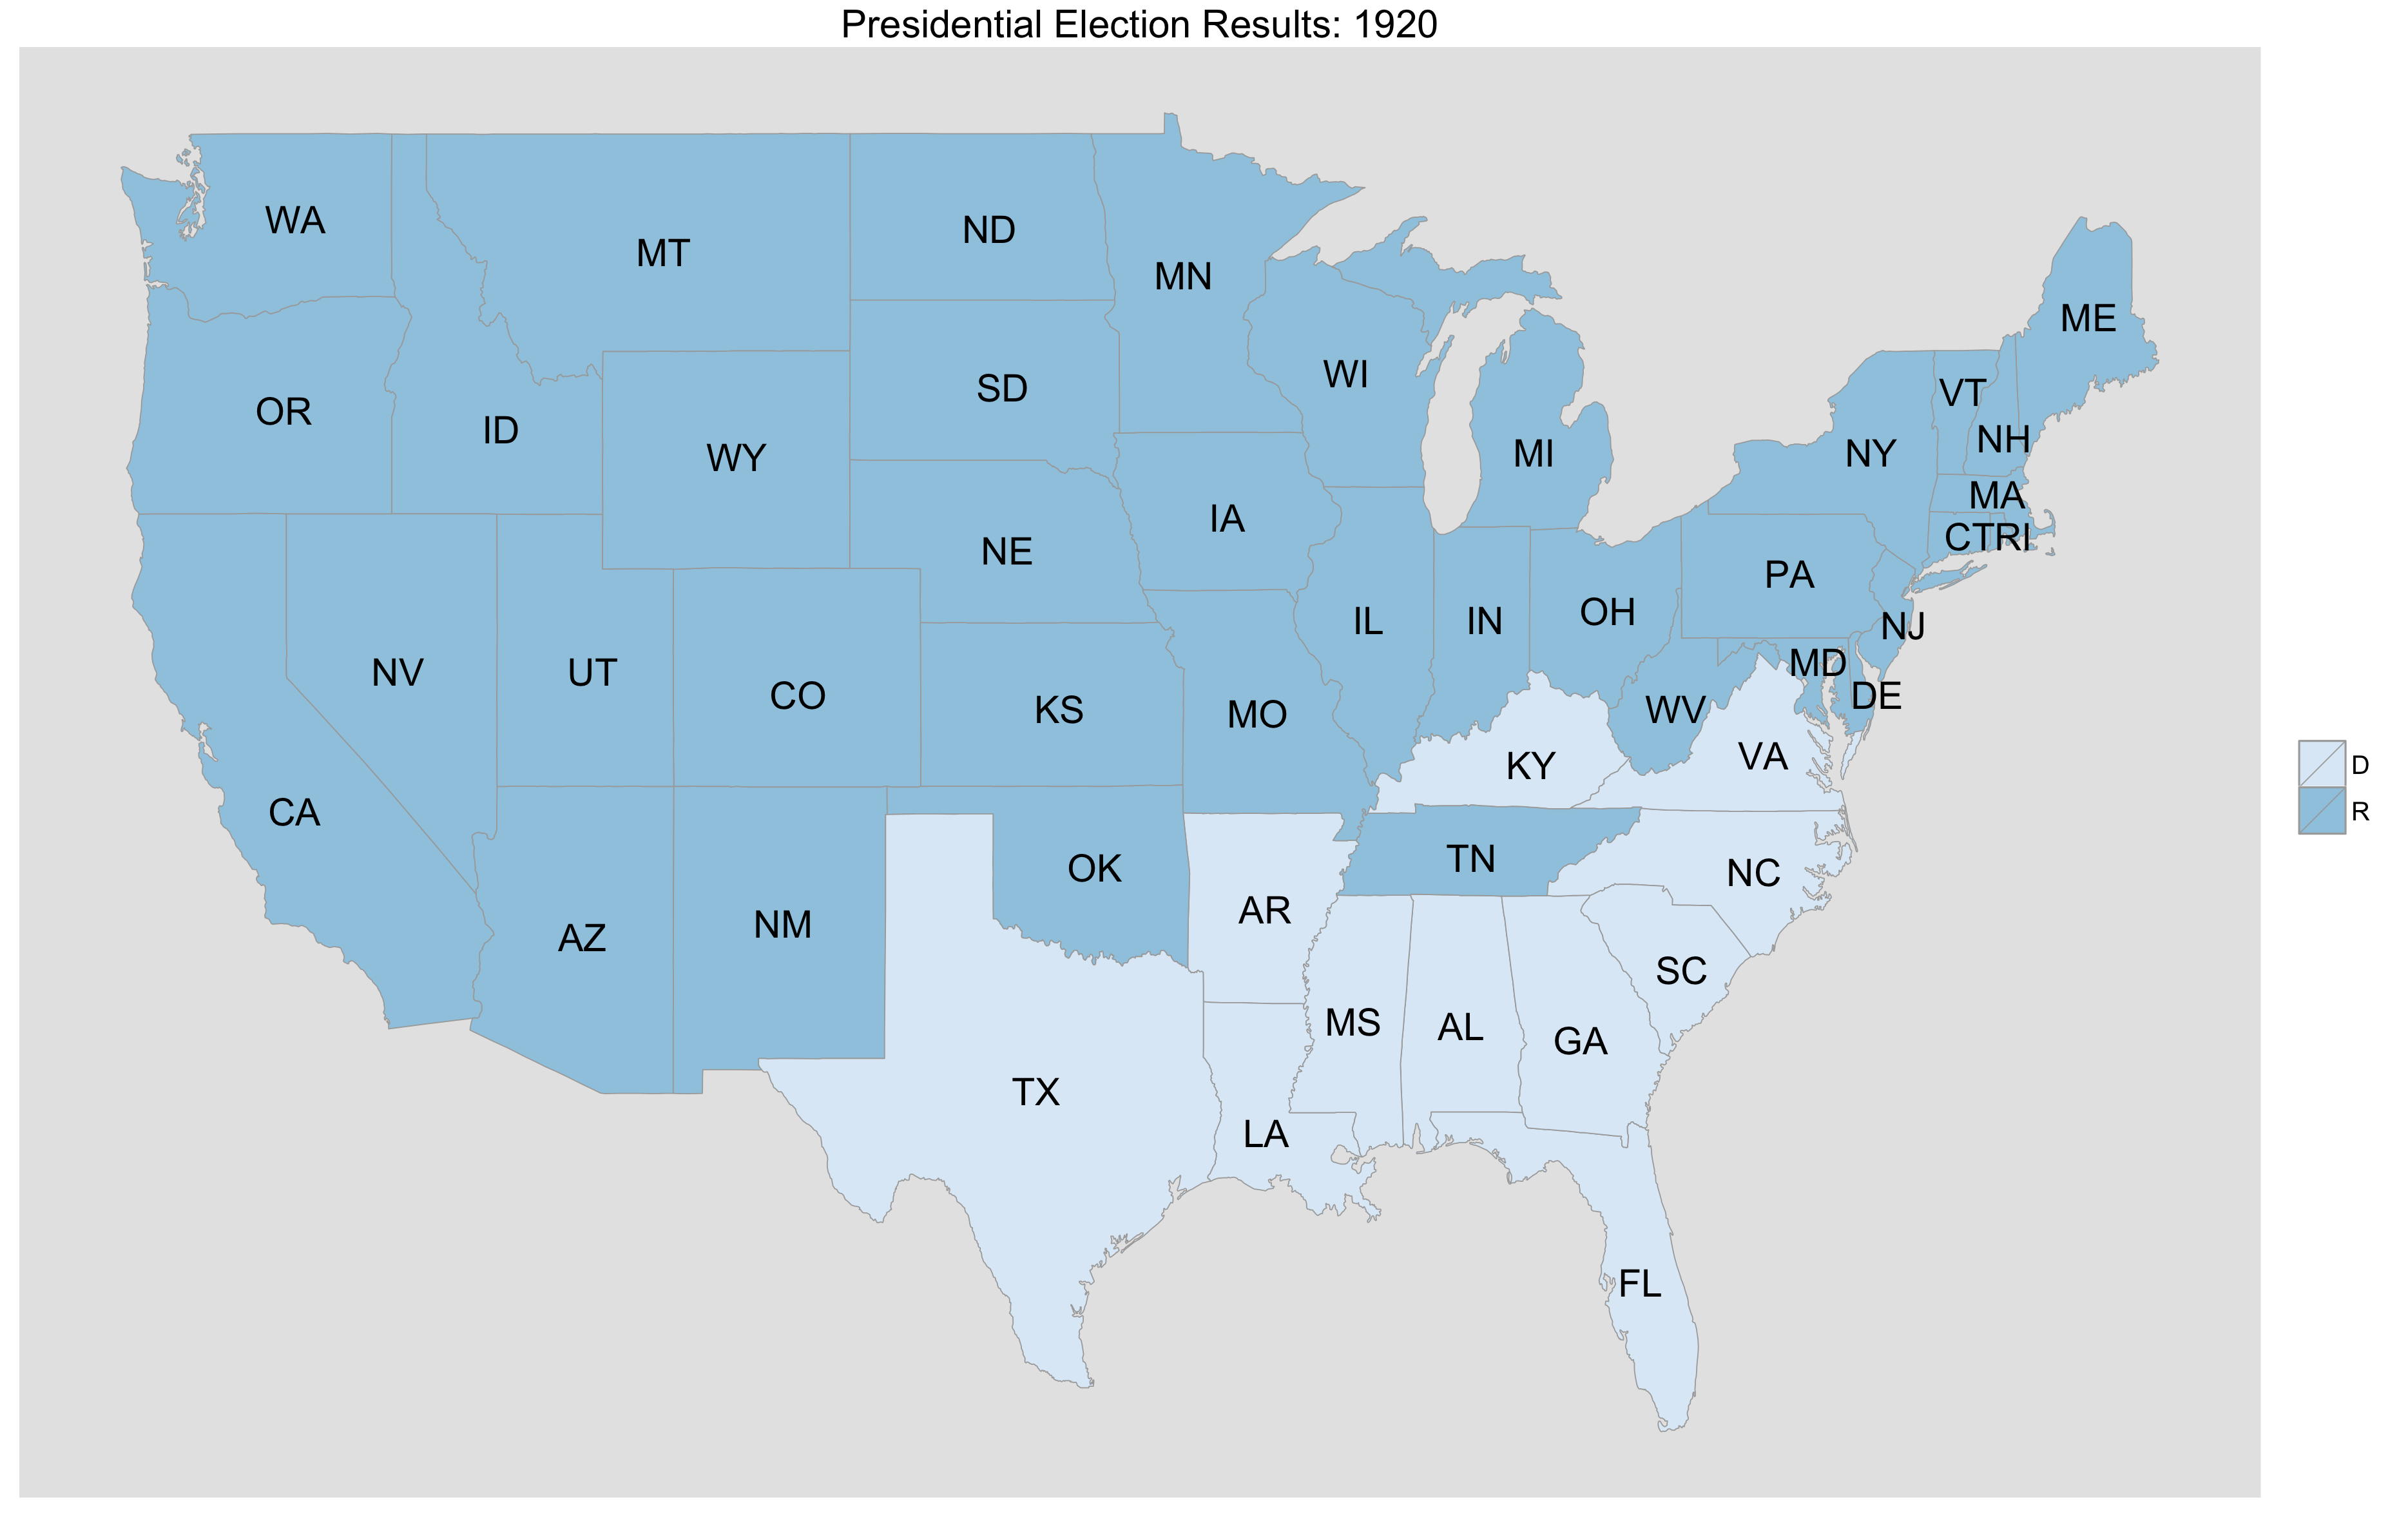 Presidential Election Results: 1920
WA
MT
ND
MN
ME
WI
SD
VT
OR
ID
NH
MI
NY
WY
MA
IA
CTRI
NE
PA
OH
IL
IN
NJ
MD
NV
UT
CO
DE
KS
WV
MO
VA
KY
D
R
CA
TN
OK
NC
AR
NM
AZ
SC
MS
AL
GA
TX
LA
FL